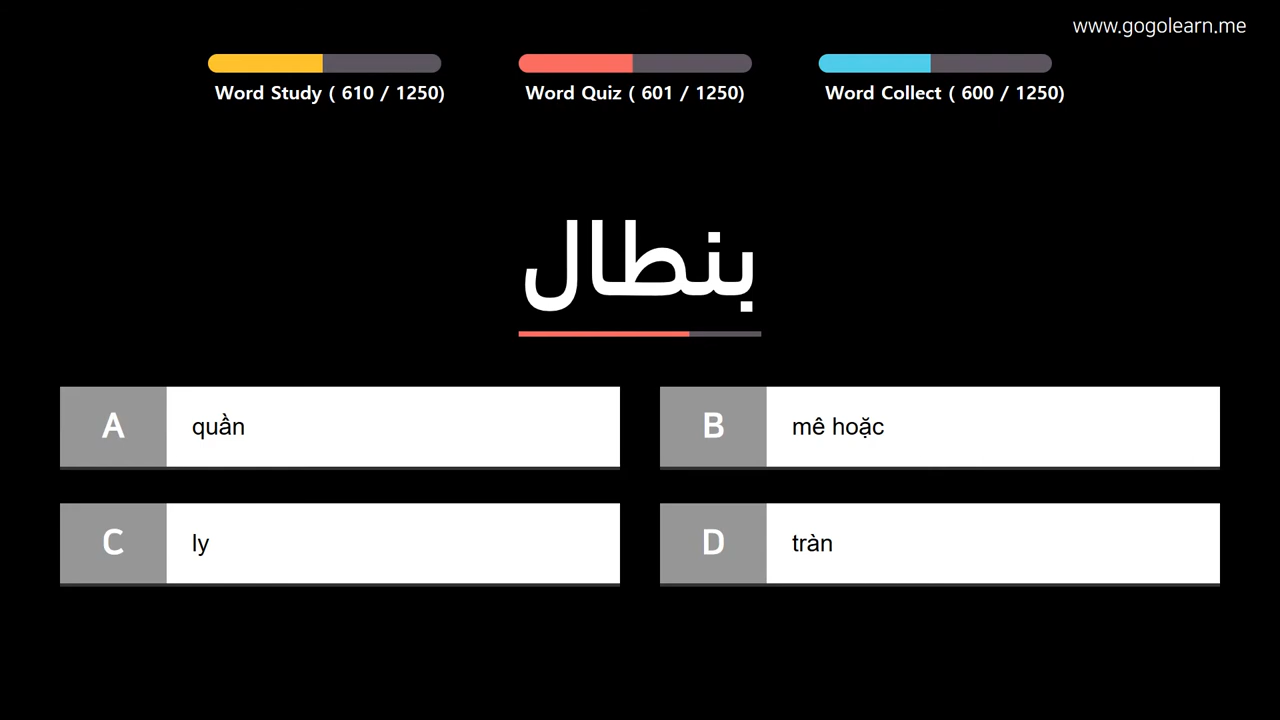 www.gogolearn.me
Word Study ( 610 / 1250)
Word Quiz ( 601 / 1250)
Word Collect ( 600 / 1250)
بنطال
A quần
B mê hoặc
C ly
D tràn